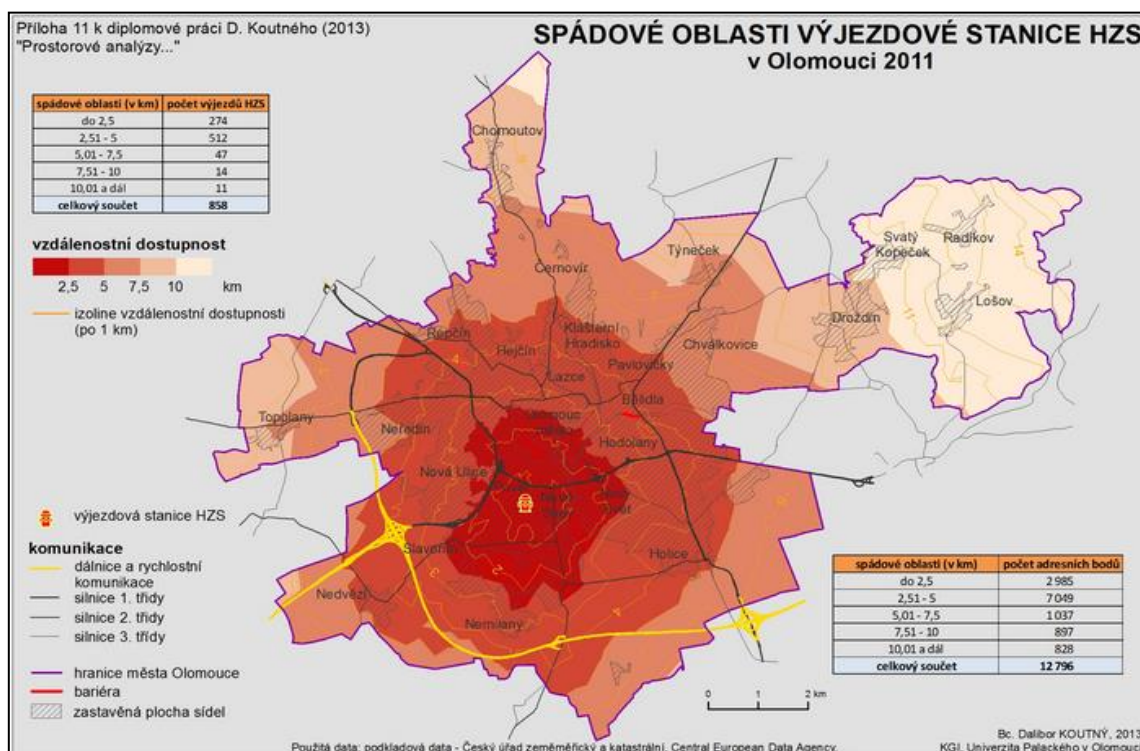 Příloha 11 k diplomové práci D. Koutného (2013)
"Prostorové analýzy..."
SPÁDOVÉ OBLASTI VÝJEZDOVÉ STANICE HZS
v Olomouci 2011
spádové oblasti (v km) počet výjezdů HZS
do 2,5 274
2,51 - 5 512
5,01 - 7,5 47
7,51 - 10 14
10,01 a dál 11
celkový součet 858
vzdálenostní dostupnost
2,5 5 7,5 10 km
izoline vzdálenostní dostupnosti
(po 1 km)
Chomoutov
Týneček
Svatý
Kopeček
Radíkov
14
Lošov
11
Droždín
Černovír
Řepčín
Klášterní
Hradisko
Hejčín
Chválkovice
Pavlovičky
Lazce
Bělidla
4
Topolany
Neředín
Hodolany
Nová Ulice
Slavonín
Holice
Nedvězí
Nemilany
2
3
4
výjezdová stanice HZS
komunikace
dálnice a rychlostní
komunikace
silnice 1. třídy
silnice 2. třídy
silnice 3. třídy
hranice města Olomouce
bariéra
zastavěná plocha sídel
spádové oblasti (v km) počet adresních bodů
do 2,5 2 985
2,51 - 5 7 049
5,01 - 7,5 1 037
7,51 - 10 897
10,01 a dál 828
celkový součet 12 796
0 1 2 km
Použitá data: podkladová data - Český úřad zeměměřický a katastrální, Central European Data Agency,
Bc. Dalibor KOUTNÝ, 2013
KGI, Univerzita Palackého v Olomouci